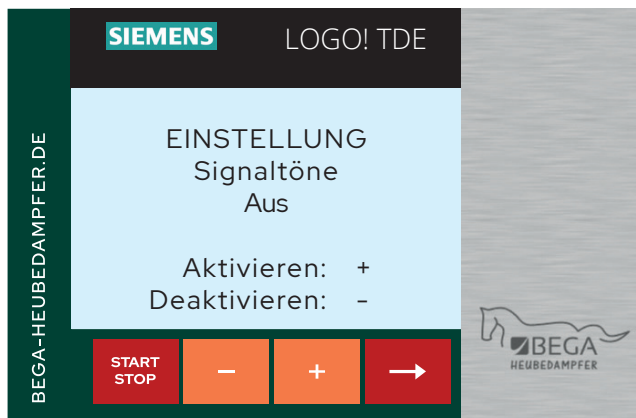 SIEMENS
LOGO! TDE
EINSTELLUNG
Signaltöne
Aus
Aktivieren: +
Deaktivieren: -
START
STOP
- + →
BEGA-HEUBEDAMPFER.DE
BEGA
HEUBEDAMPFER